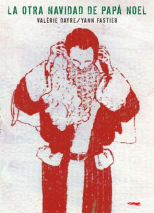 LA OTRA NAVIDAD DE PAPÁ NOEL
VALÉRIE DAYRE/YANN FASTIER